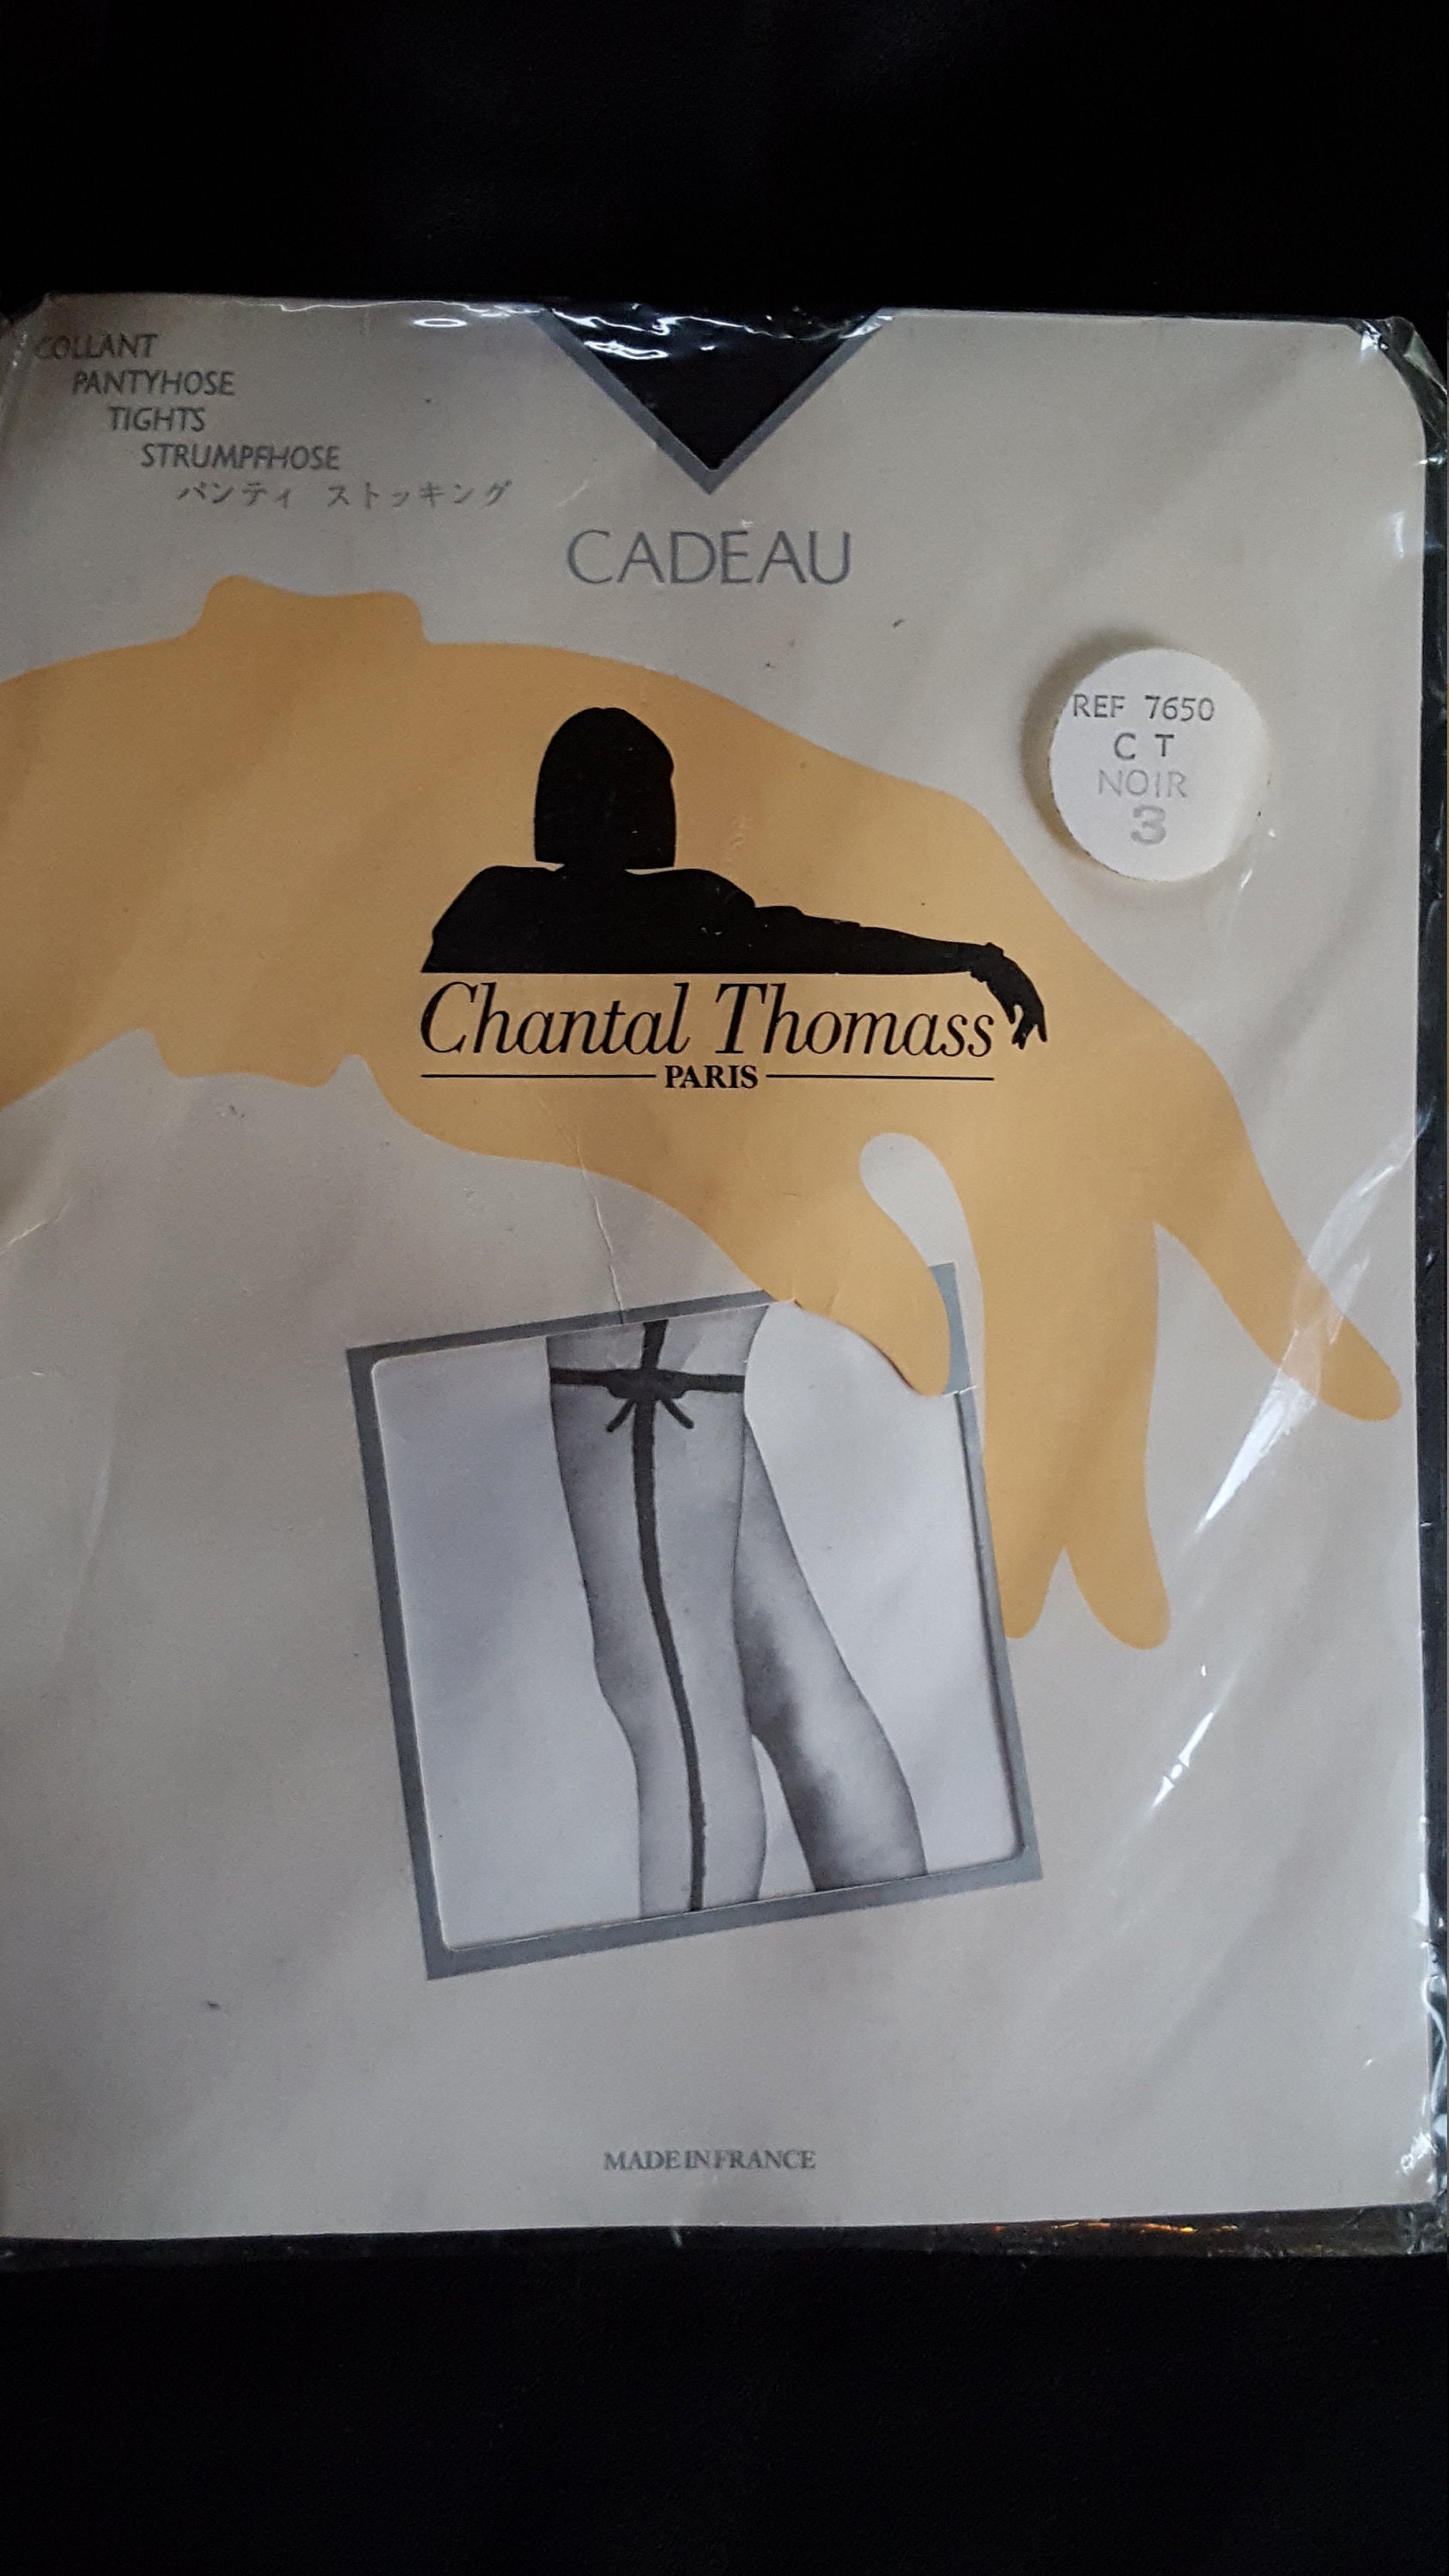 COLLANT
PANTYHOSE
TIGHTS
STRUMPFHOSE
パンティ ストッキング
CADEAU
REF 7650
C T
NOIR
3
Chantal Thomass
PARIS
MADE IN FRANCE